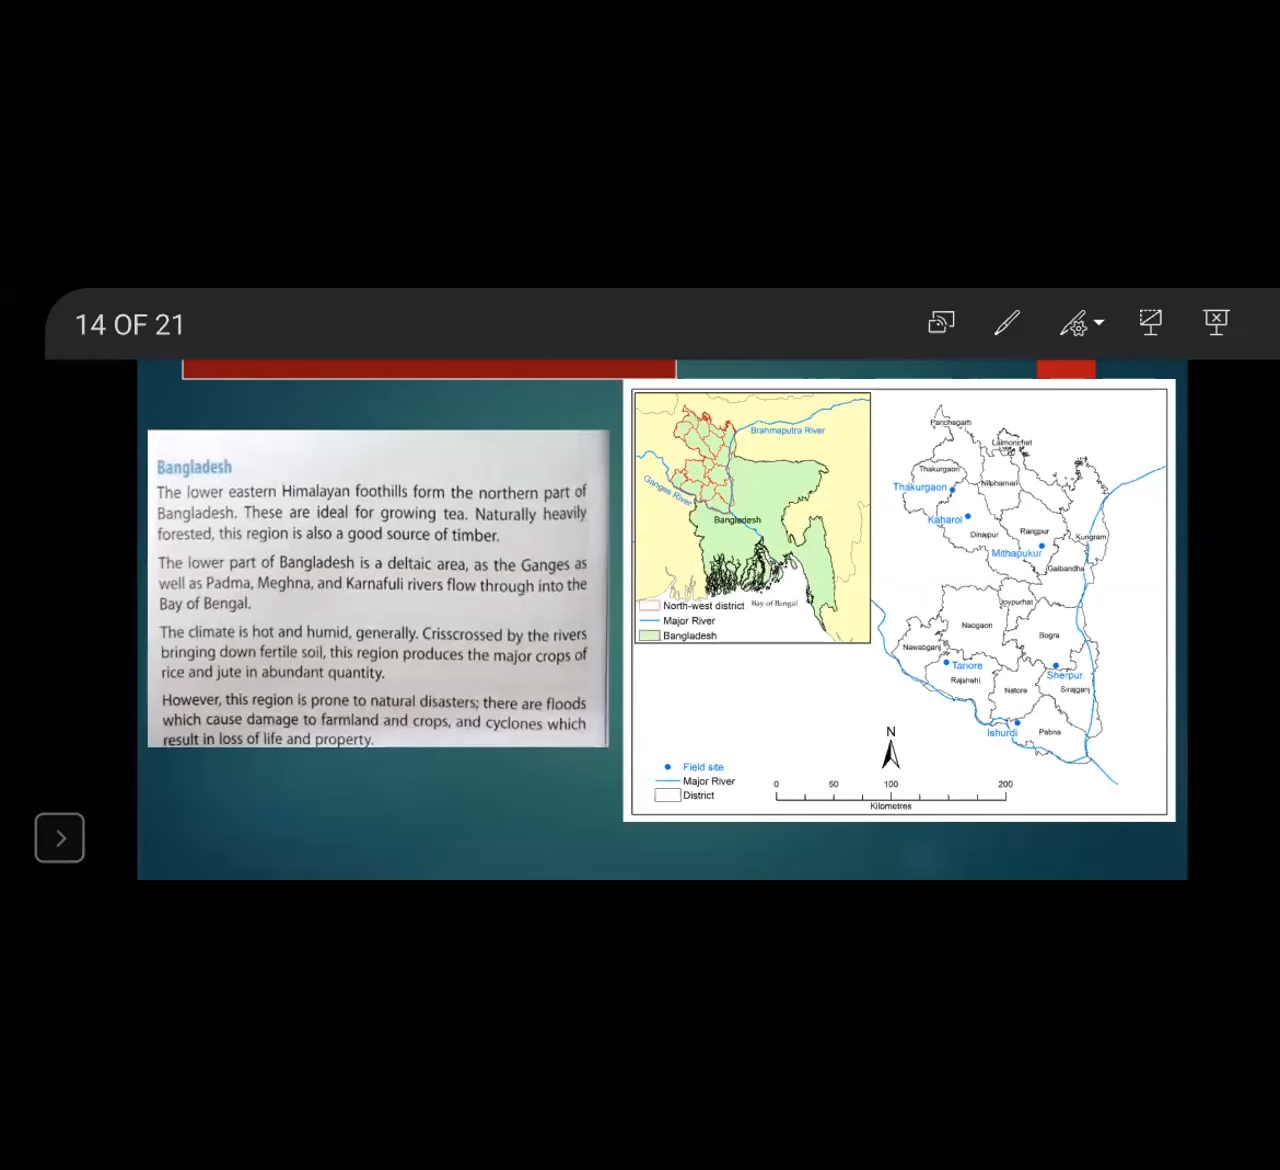 14 OF 21
Bangladesh
The lower eastern Himalayan foothills form the northern part of
Bangladesh. These are ideal for growing tea. Naturally heavily
forested, this region is also a good source of timber.
The lower part of Bangladesh is a deltaic area, as the Ganges as
well as Padma, Meghna, and Karnafuli rivers flow through into the
Bay of Bengal.
The climate is hot and humid, generally. Crisscrossed by the rivers
bringing down fertile soil, this region produces the major crops of
rice and jute in abundant quantity.
However, this region is prone to natural disasters; there are floods
which cause damage to farmland and crops, and cyclones which
result in loss of life and property.
Brahmaputra River
Ganges River
Bangladesh
Bay of Bengal
North-west district
Major River
Bangladesh
Panchagarh
Lalmonirhat
Thakurgaon
Nilphamari
Thakurgaon
Kaharol
Dinajpur
Rangpur
Kurigram
Mithapukur
Gaibandha
Joypurhat
Naogaon
Bogra
Nawabganj
Tanore
Sherpur
Rajshahi
Natore
Sirajganj
Ishurdi
Pabna
N
Field site
Major River
District
0 50 100 200
Kilometres